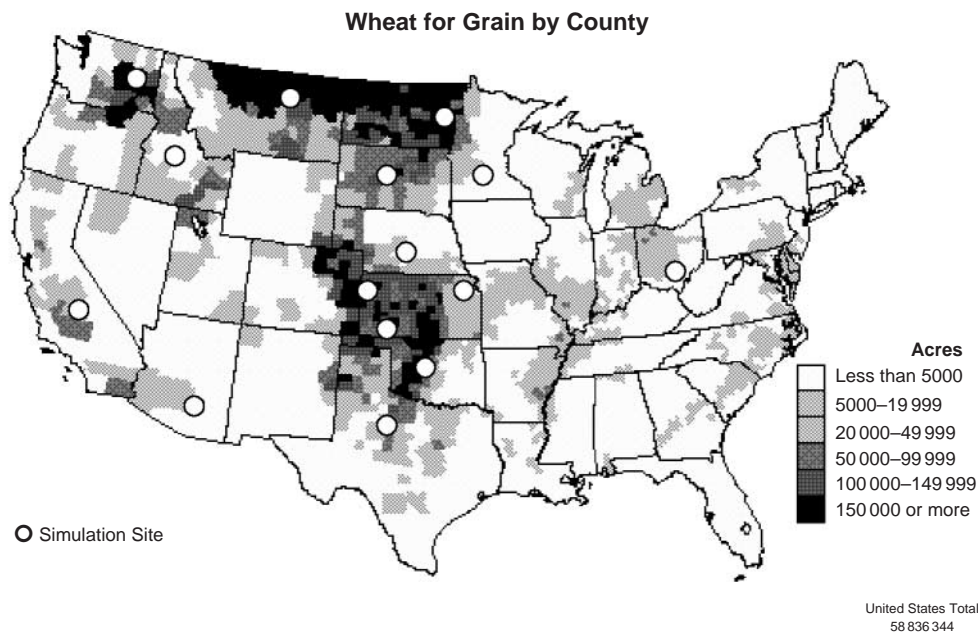 Wheat for Grain by County
Acres
Less than 5000
5000–19 999
20 000–49 999
50 000–99 999
100 000–149 999
150 000 or more
Simulation Site
United States Total
58 836 344